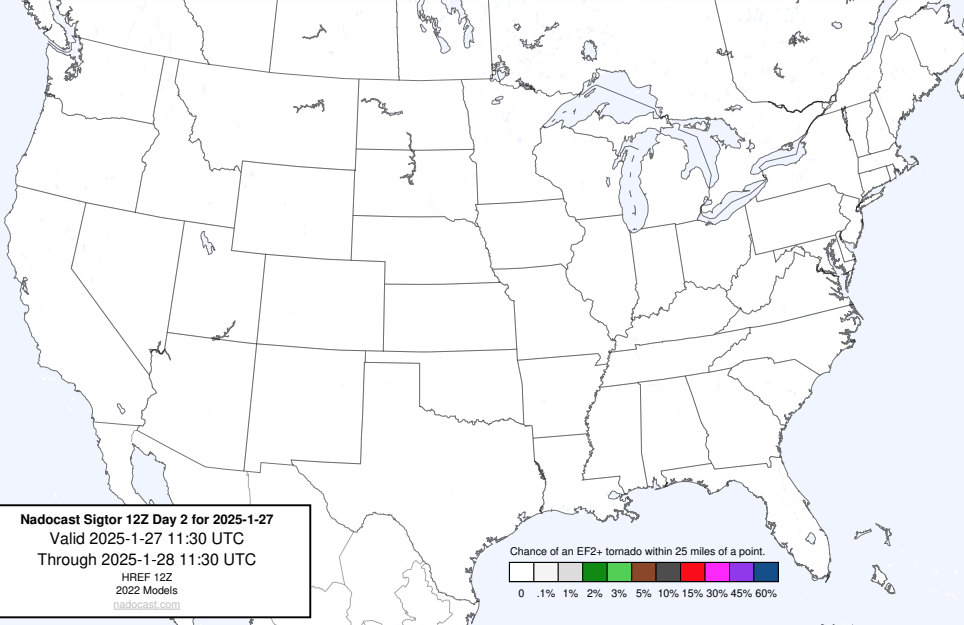 Nadocast Sigtor 12Z Day 2 for 2025-1-27
Valid 2025-1-27 11:30 UTC
Through 2025-1-28 11:30 UTC
HREF 12Z
2022 Models
nadocast.com
Chance of an EF2+ tornado within 25 miles of a point.
0 .1% 1% 2% 3% 5% 10% 15% 30% 45% 60%